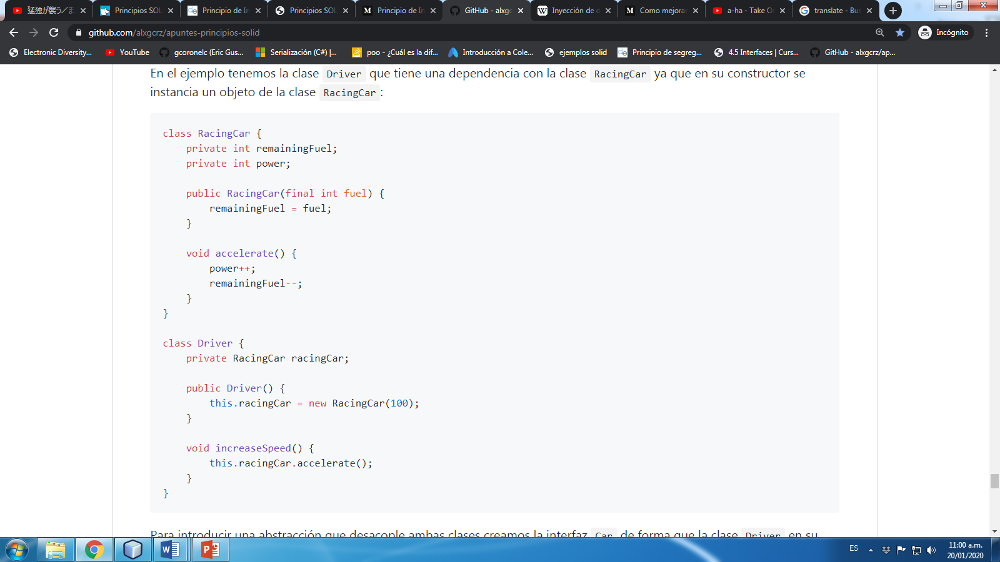 猛独が襲う／ま
Principios SOL
Principio de In
Principios SOL
Principio de In
GitHub - alxgc
Inyección de d
Como mejorar
a-ha - Take O
translate - Bus
github.com/alxgcrz/apuntes-principios-solid
Incógnito
Electronic Diversity...
YouTube
gcoronelc (Eric Gus...
Serialización (C#) |...
poo - ¿Cuál es la dif...
Introducción a Cole...
ejemplos solid
Principio de segreg...
4.5 Interfaces | Curs...
GitHub - alxgcrz/ap...
En el ejemplo tenemos la clase Driver que tiene una dependencia con la clase RacingCar ya que en su constructor se
instancia un objeto de la clase RacingCar :
class RacingCar {
private int remainingFuel;
private int power;
public RacingCar(final int fuel) {
remainingFuel = fuel;
}
void accelerate() {
power++;
remainingFuel--;
}
}
class Driver {
private RacingCar racingCar;
public Driver() {
this.racingCar = new RacingCar(100);
}
void increaseSpeed() {
this.racingCar.accelerate();
}
}
Para introducir una abstracción que desacople ambas clases creamos la interfaz Car de forma que la clase Driver en su
ES
11:00 a.m.
20/01/2020